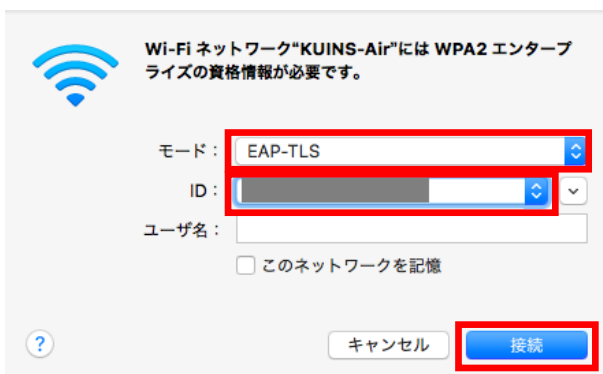 Wi-Fi ネットワーク“KUINS-Air”には WPA2 エンタープ
ライズの資格情報が必要です。
モード：
EAP-TLS
ID：
ユーザ名：
このネットワークを記憶
?
キャンセル
接続